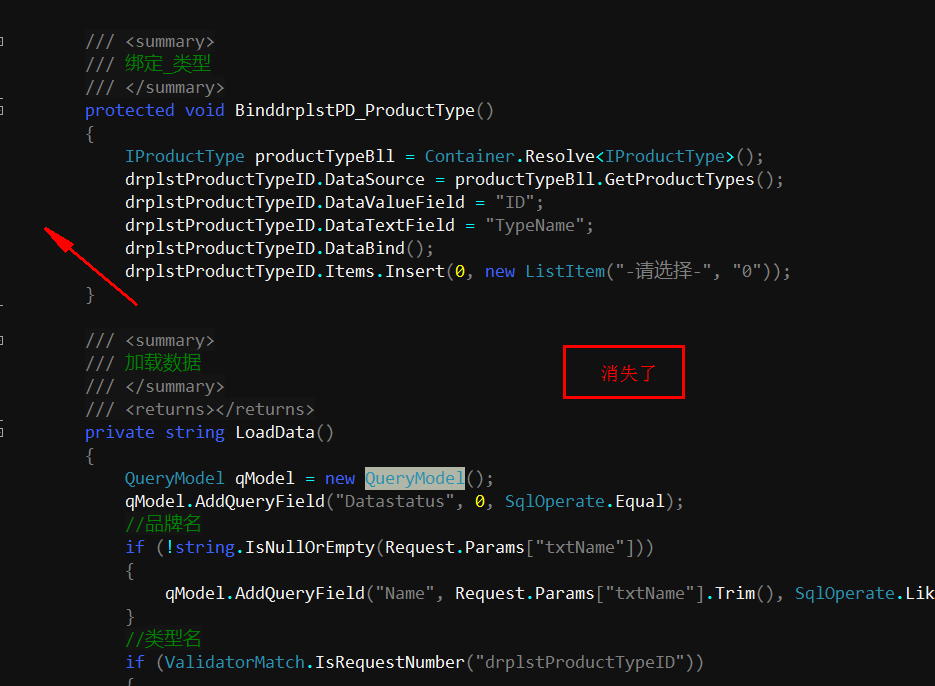 /// <summary>
/// 绑定_类型
/// </summary>
protected void BinddrplstPD_ProductType()
{
IProductType productTypeBll = Container.Resolve<IProductType>();
drplstProductTypeID.DataSource = productTypeBll.GetProductTypes();
drplstProductTypeID.DataValueField = "ID";
drplstProductTypeID.DataTextField = "TypeName";
drplstProductTypeID.DataBind();
drplstProductTypeID.Items.Insert(0, new ListItem("-请选择-", "0"));
}
/// <summary>
/// 加载数据
消失了
/// </summary>
/// <returns></returns>
private string LoadData()
{
QueryModel qModel = new QueryModel();
qModel.AddQueryField("Datastatus", 0, SqlOperate.Equal);
//品牌名
if (!string.IsNullOrEmpty(Request.Params["txtName"]))
{
qModel.AddQueryField("Name", Request.Params["txtName"].Trim(), SqlOperate.Lik
}
//类型名
if (ValidatorMatch.IsRequestNumber("drplstProductTypeID"))
{